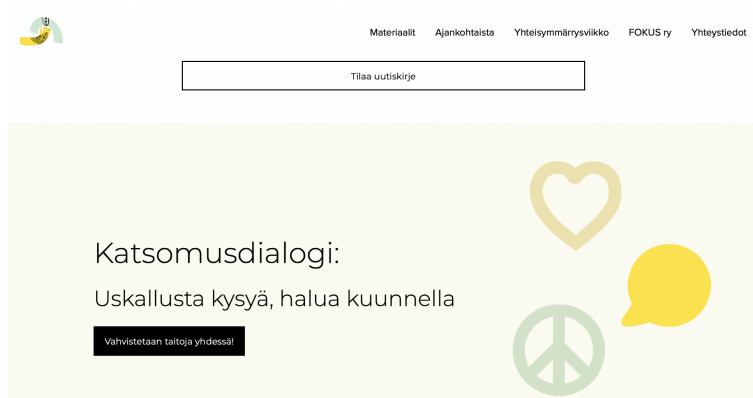 Materiaalit Ajankohtaista Yhteisymmärrysviikko FOKUS ry Yhteystiedot
Tilaa uutiskirje
Katsomusdialogi:
Uskallusta kysyä, halua kuunnella
Vahvistetaan taitoja yhdessä!